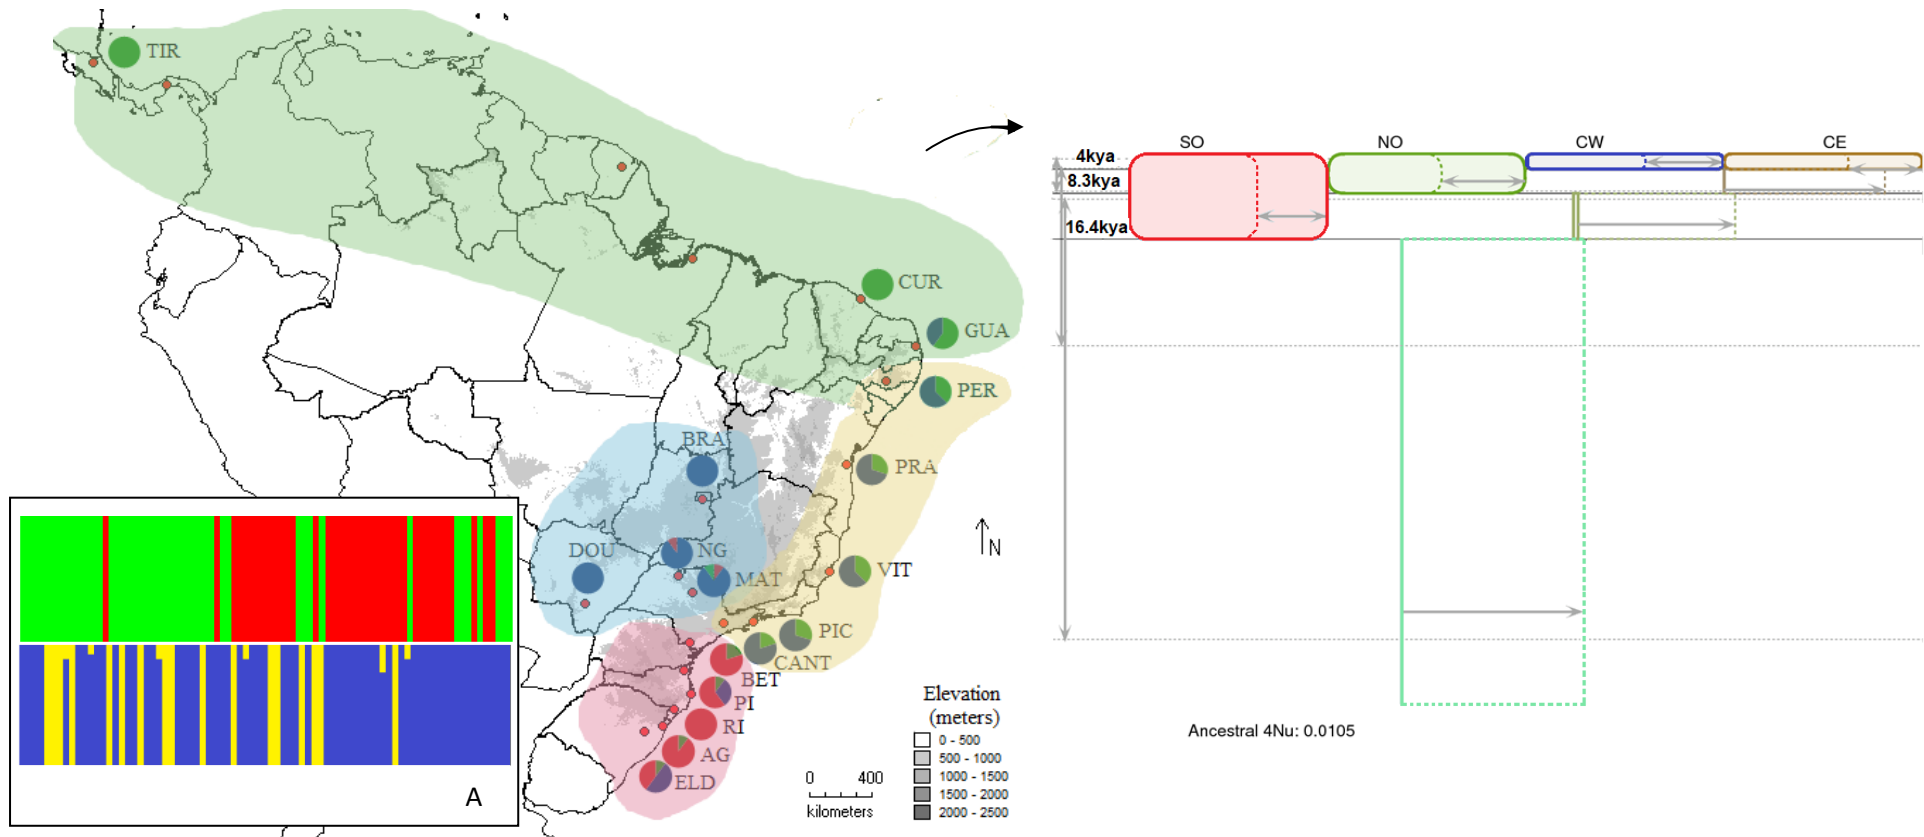 TIR
CUR
GUA
PER
BRA
PRA
DOU
NG
MAT
VIT
PIC
CANT
BET
PI
RI
AG
ELD
N
A
Elevation
(meters)
0 - 500
500 - 1000
1000 - 1500
1500 - 2000
2000 - 2500
0 400
kilometers
SO NO CW CE
4kya
8.3kya
16.4kya
Ancestral 4Nu: 0.0105